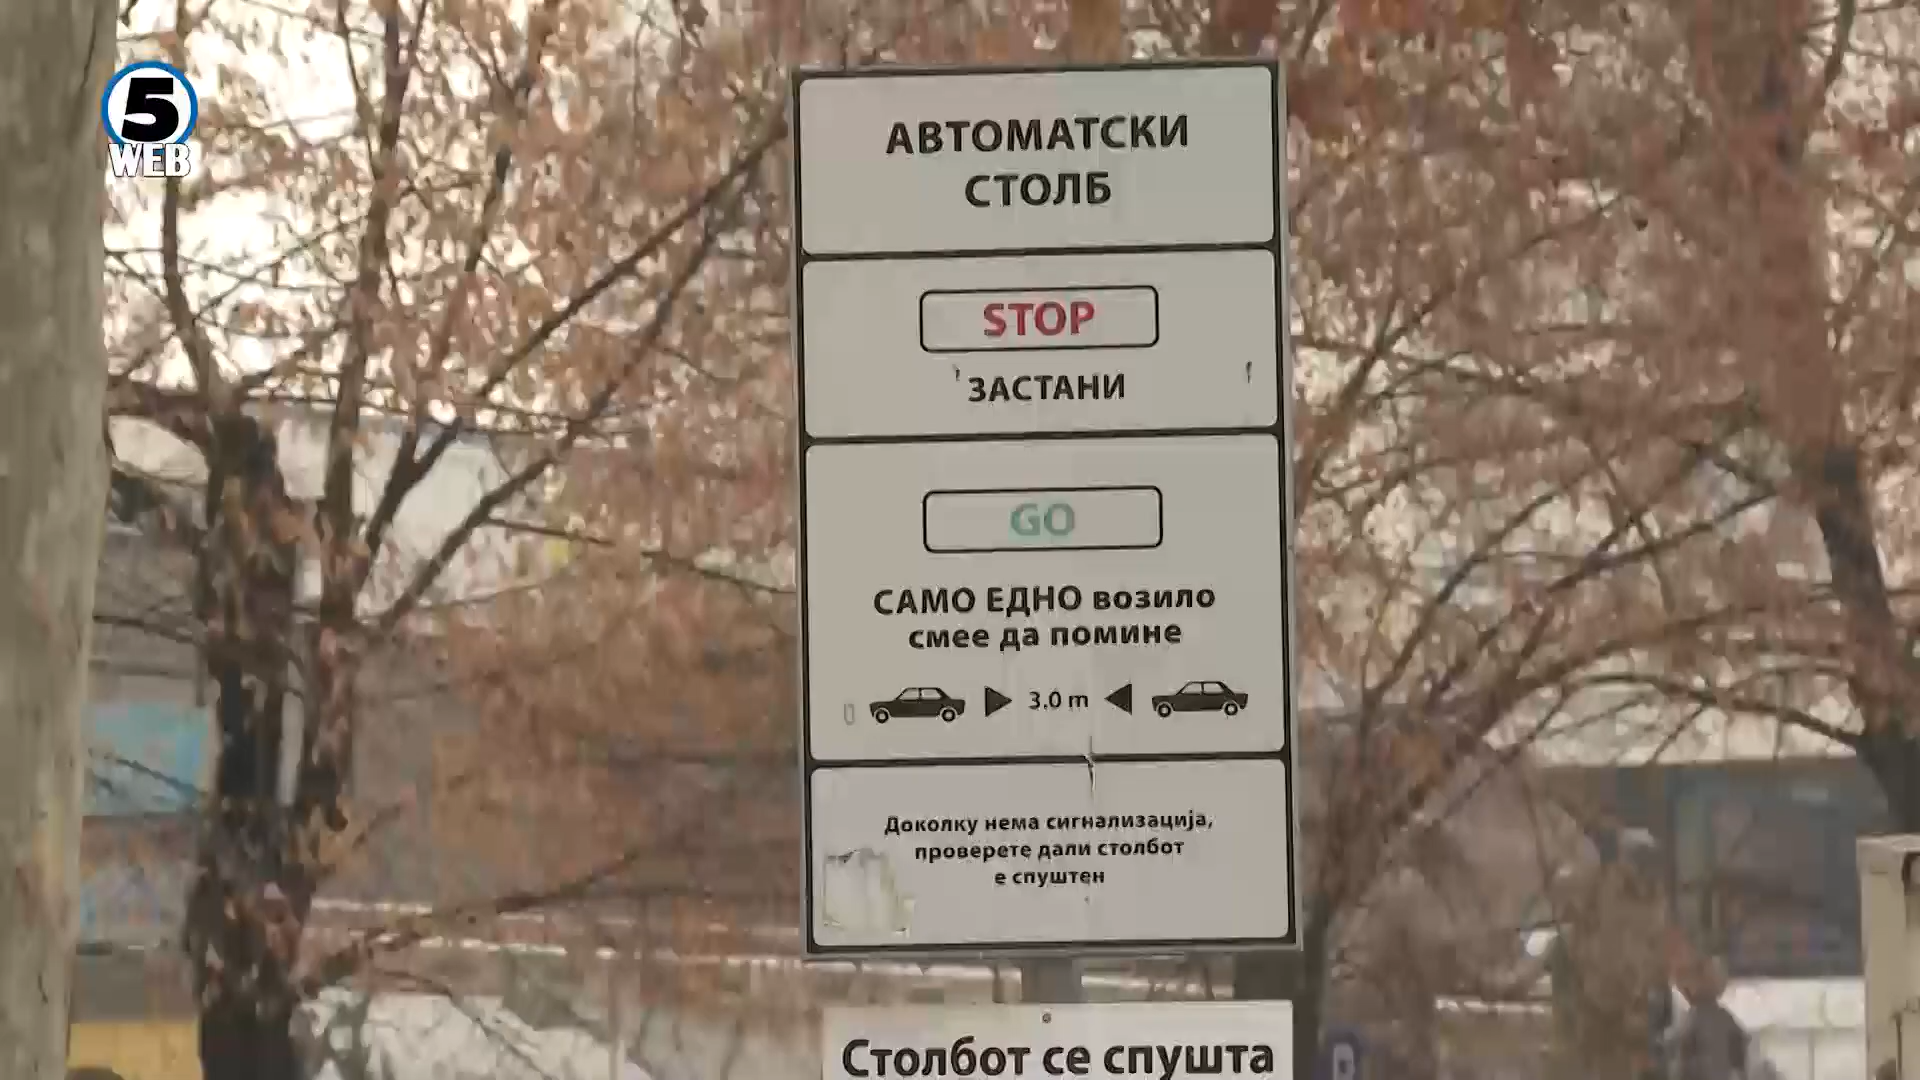 5
WEB
АВТОМАТСКИ
СТОЛБ
STOP
ЗАСТАНИ
GO
САМО ЕДНО возило
смее да помине
3.0 m
Доколку нема сигнализација,
проверете дали столбот
е спуштен
Столбот се спушта